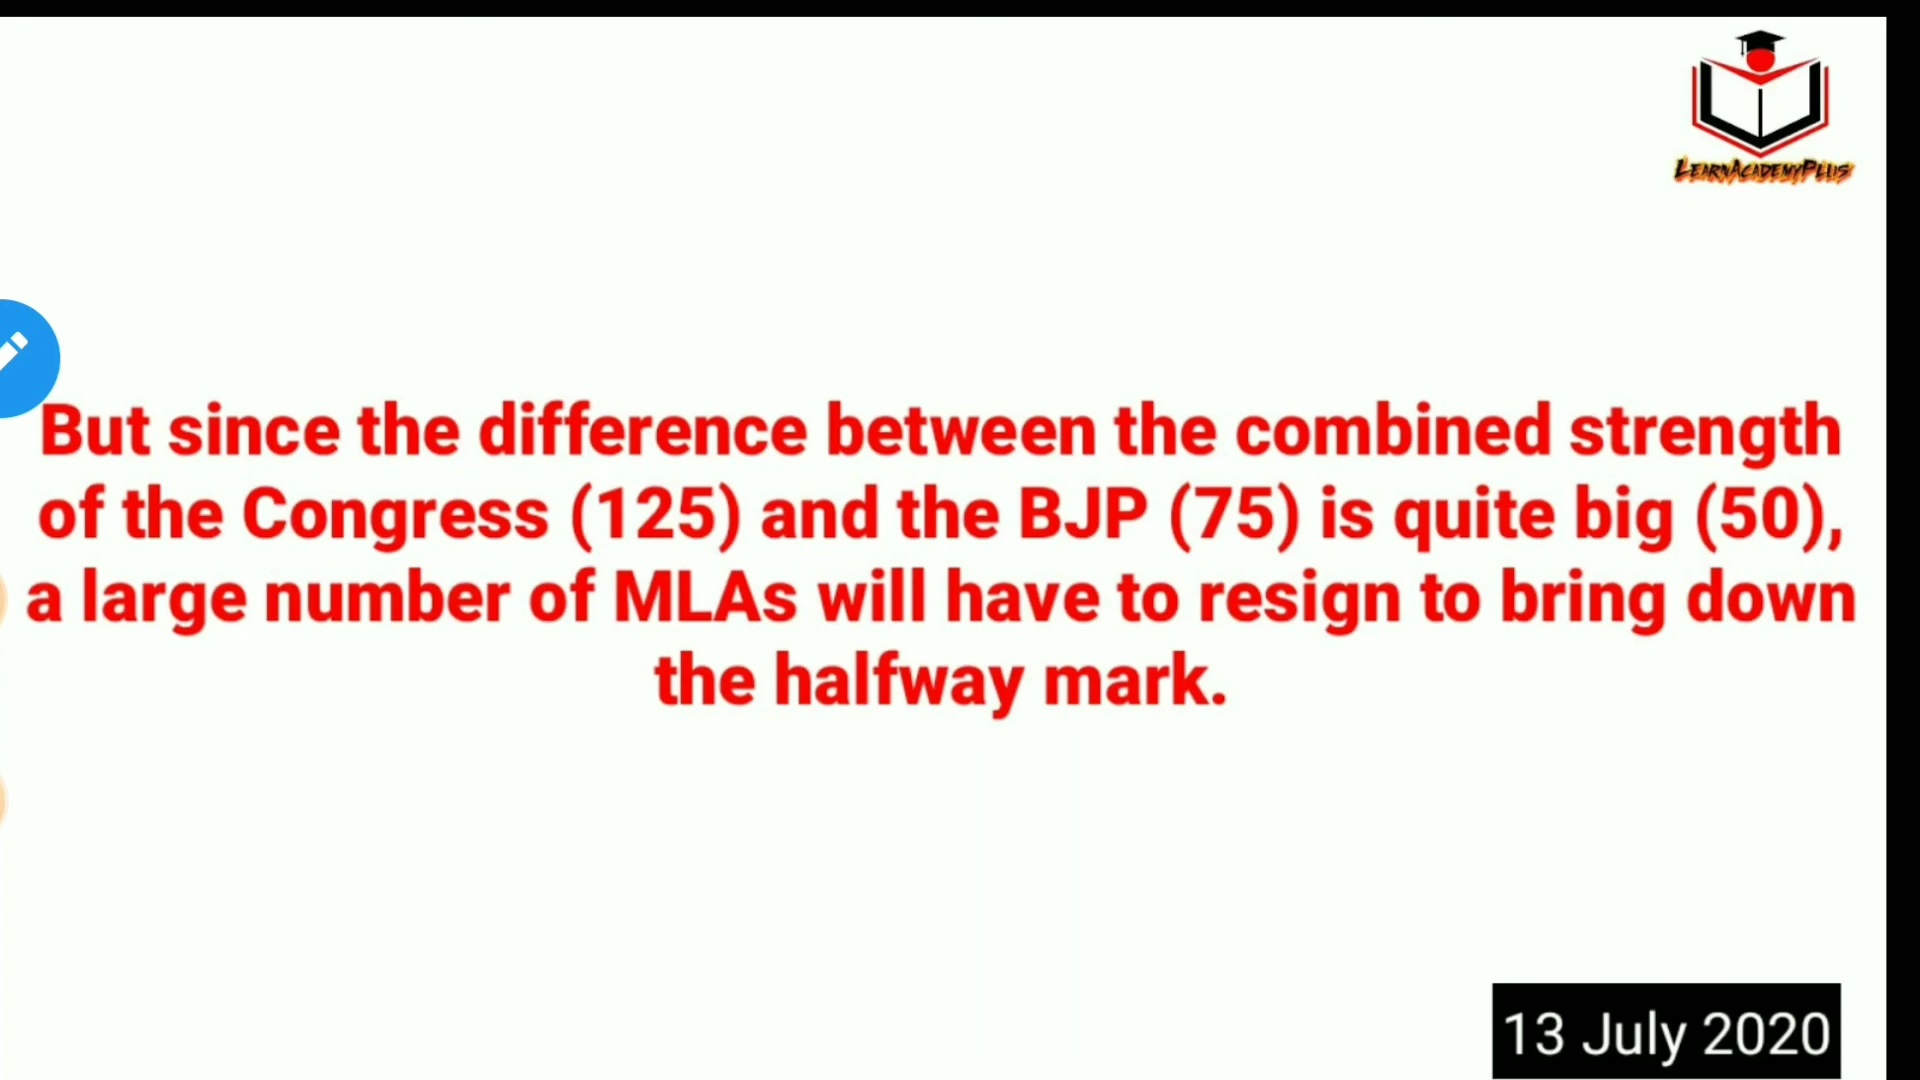 LearnAcademyPlus
But since the difference between the combined strength
of the Congress (125) and the BJP (75) is quite big (50),
a large number of MLAs will have to resign to bring down
the halfway mark.
13 July 2020